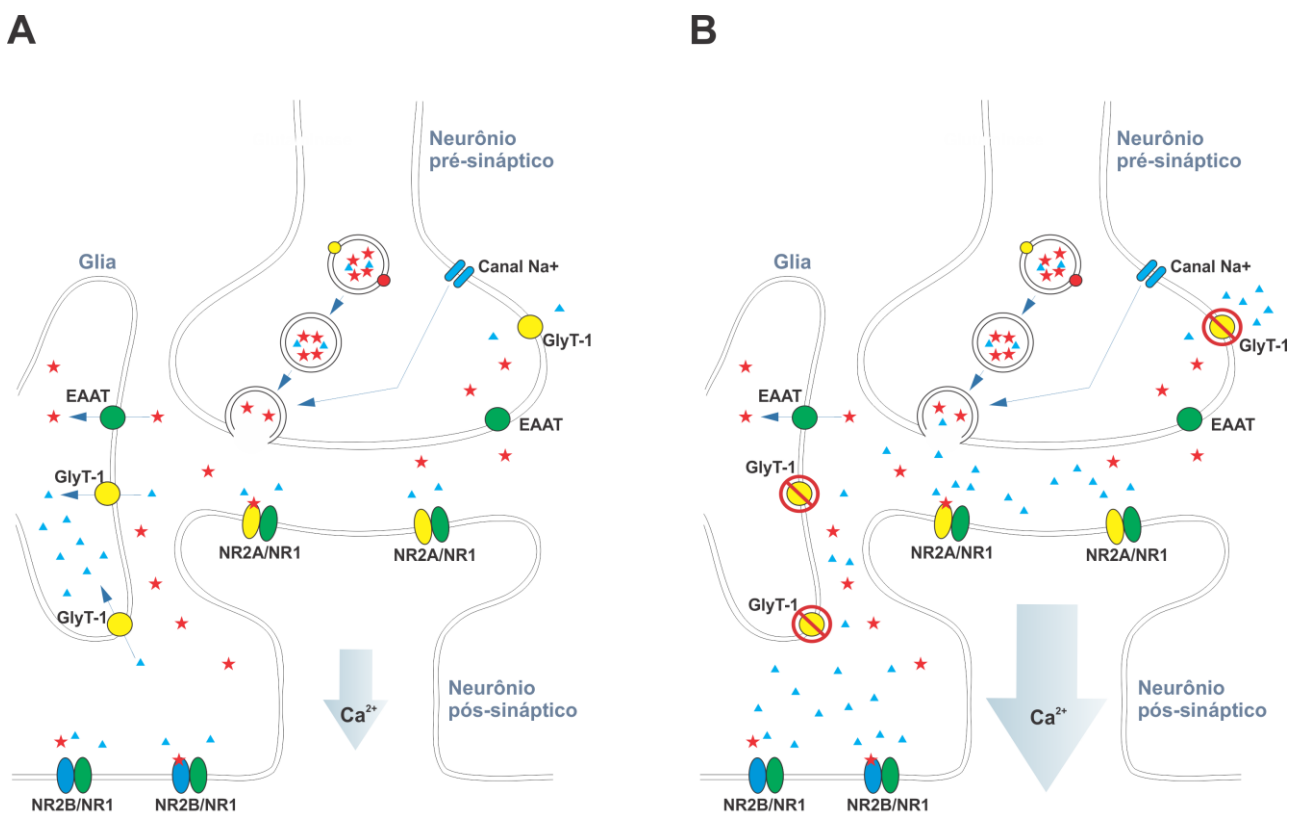 A
Neurônio
pré-sináptico
Glia
Canal Na+
GlyT-1
EAAT
EAAT
GlyT-1
NR2A/NR1
NR2A/NR1
GlyT-1
Neurônio
pós-sináptico
Ca²⁺
NR2B/NR1
NR2B/NR1
B
Neurônio
pré-sináptico
Glia
Canal Na+
GlyT-1
EAAT
EAAT
GlyT-1
NR2A/NR1
NR2A/NR1
GlyT-1
Neurônio
pós-sináptico
Ca²⁺
NR2B/NR1
NR2B/NR1